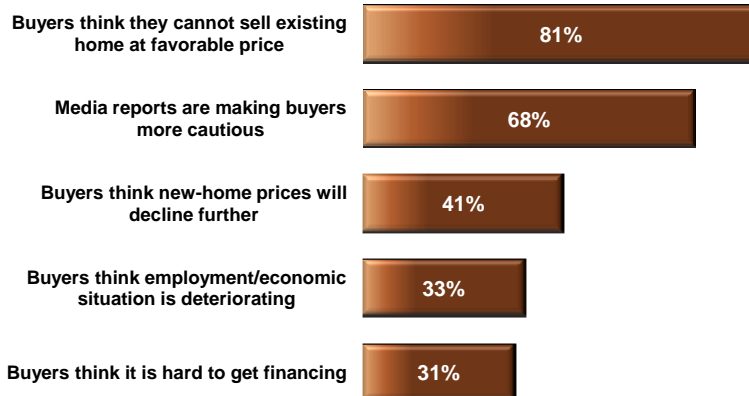 Buyers think they cannot sell existing
home at favorable price
81%
Media reports are making buyers
more cautious
68%
Buyers think new-home prices will
decline further
41%
Buyers think employment/economic
situation is deteriorating
33%
Buyers think it is hard to get financing
31%